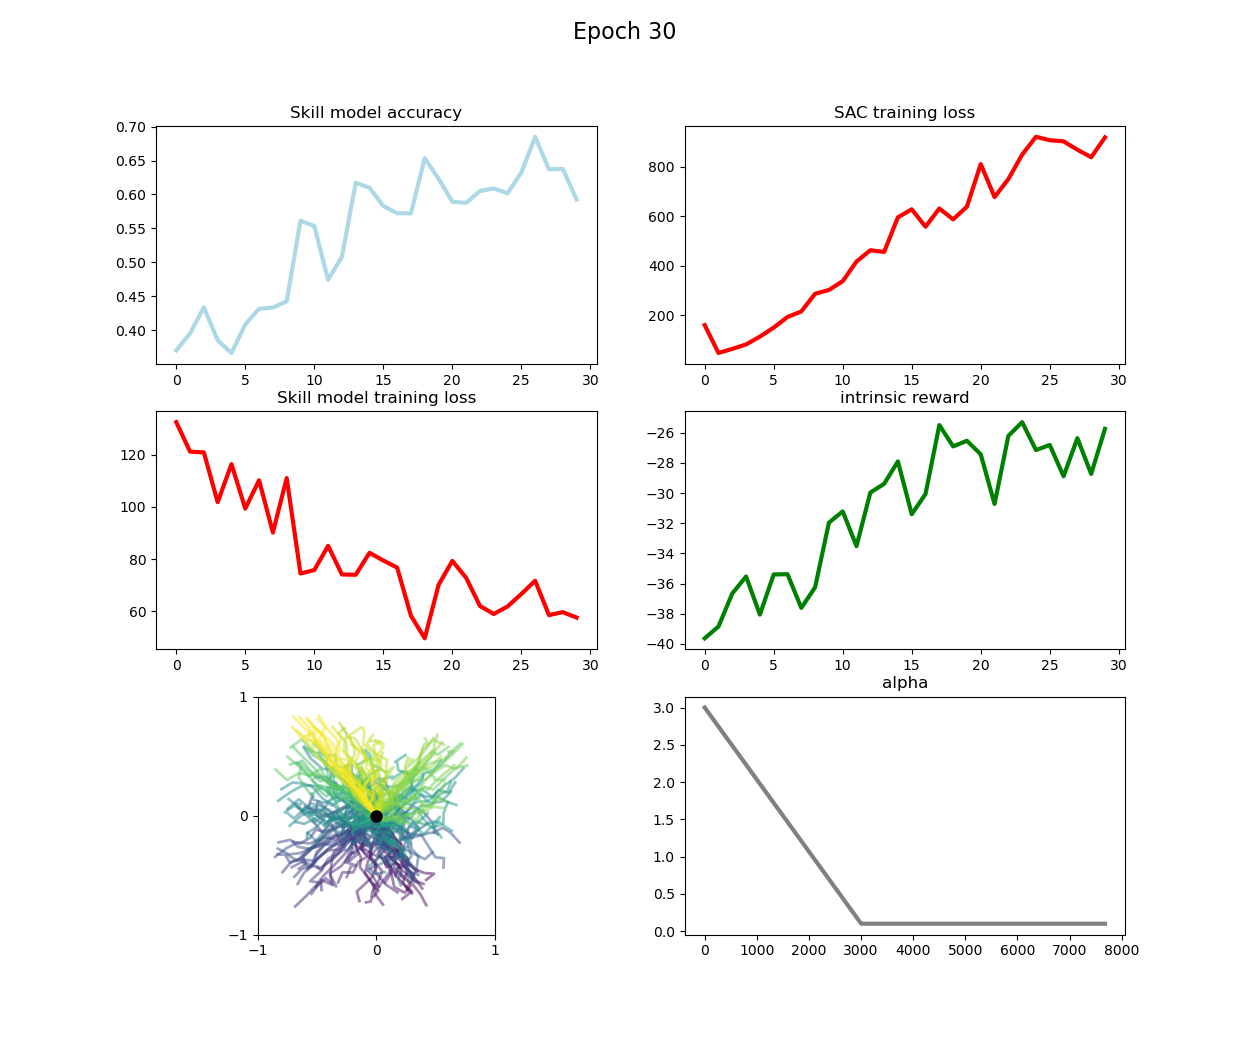 Epoch 30
Skill model accuracy
0.70
0.65
0.60
0.55
0.50
0.45
0.40
0 5 10 15 20 25 30
SAC training loss
800
600
400
200
0 5 10 15 20 25 30
Skill model training loss
120
100
80
60
0 5 10 15 20 25 30
intrinsic reward
−26
−28
−30
−32
−34
−36
−38
−40
0 5 10 15 20 25 30
1
0
−1
−1 0 1
alpha
3.0
2.5
2.0
1.5
1.0
0.5
0.0
0 1000 2000 3000 4000 5000 6000 7000 8000